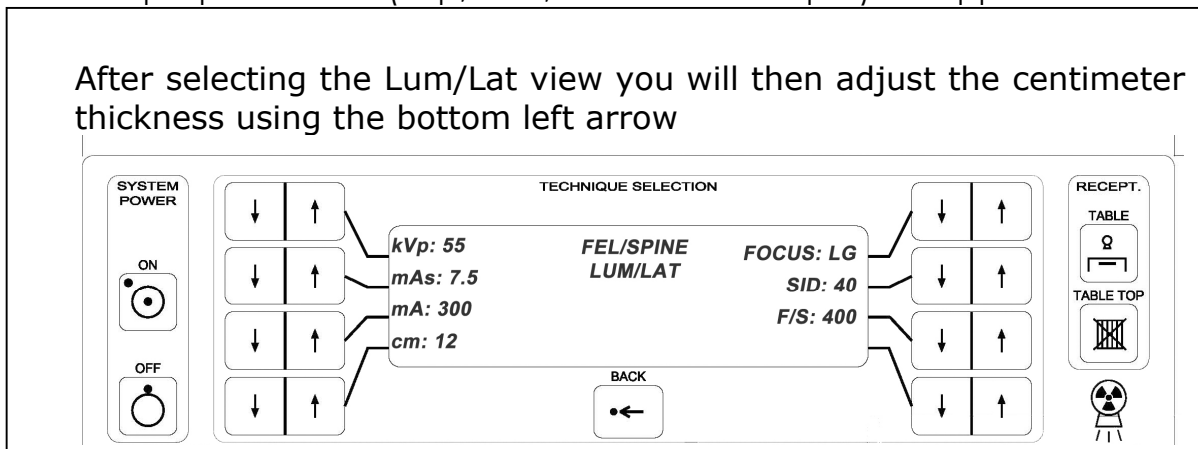 After selecting the Lum/Lat view you will then adjust the centimeter
thickness using the bottom left arrow
SYSTEM
POWER
ON
OFF
TECHNIQUE SELECTION
kVp: 55
mAs: 7.5
mA: 300
cm: 12
FEL/SPINE
LUM/LAT
FOCUS: LG
SID: 40
F/S: 400
BACK
RECEPT.
TABLE
TABLE TOP